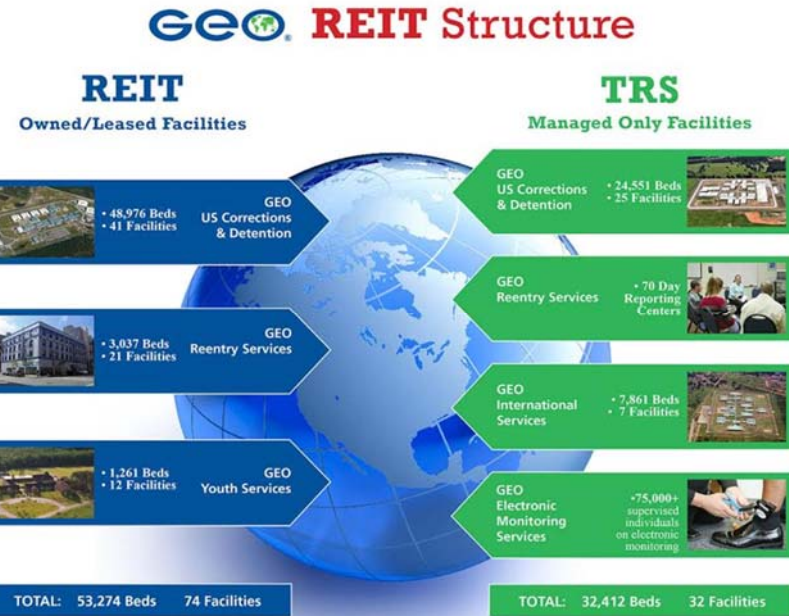 GEO® REIT Structure
REIT
Owned/Leased Facilities
• 48,976 Beds
• 41 Facilities
GEO
US Corrections
& Detention
• 3,037 Beds
• 21 Facilities
GEO
Reentry Services
• 1,261 Beds
• 12 Facilities
GEO
Youth Services
TOTAL: 53,274 Beds 74 Facilities
TRS
Managed Only Facilities
GEO
US Corrections
& Detention
• 24,551 Beds
• 25 Facilities
GEO
Reentry Services
• 70 Day
Reporting
Centers
GEO
International
Services
• 7,861 Beds
• 7 Facilities
GEO
Electronic
Monitoring
Services
•75,000+
supervised
individuals
on electronic
monitoring
TOTAL: 32,412 Beds 32 Facilities